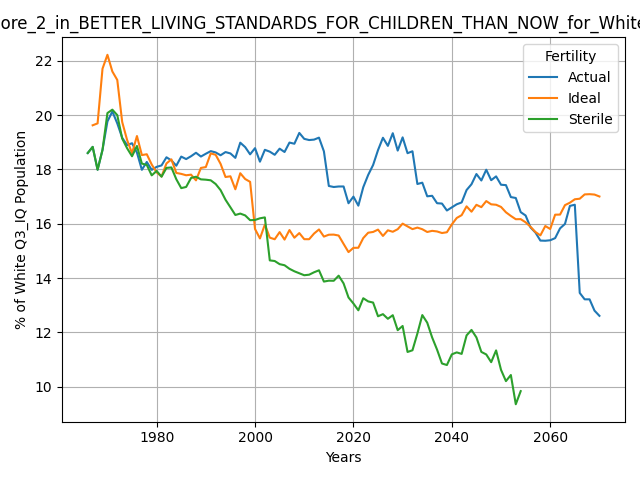 ore_2_in_BETTER_LIVING_STANDARDS_FOR_CHILDREN_THAN_NOW_for_White
% of White Q3_IQ Population
22
20
18
16
14
12
10
Fertility
Actual
Ideal
Sterile
1980
2000
2020
2040
2060
Years